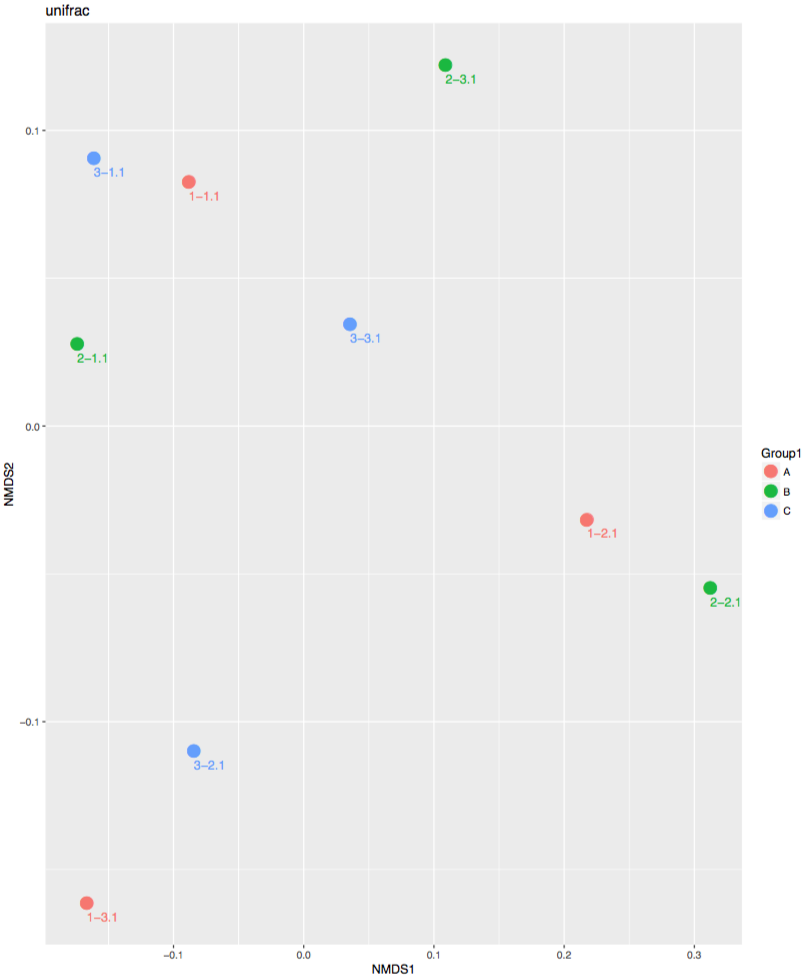 unifrac
2–3.1
0.1
3–1.1
1–1.1
3–3.1
2–1.1
0.0
NMDS2
Group1
A
B
C
1–2.1
2–2.1
−0.1
3–2.1
1–3.1
−0.1 0.0 0.1 0.2 0.3
NMDS1